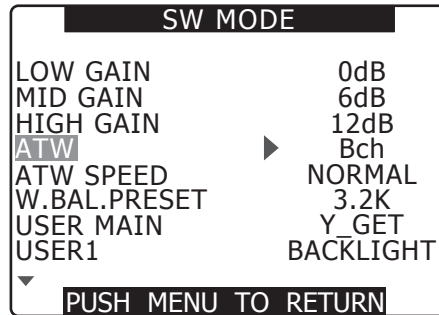 SW MODE
LOW GAIN 0dB
MID GAIN 6dB
HIGH GAIN 12dB
ATW Bch
ATW SPEED NORMAL
W.BAL.PRESET 3.2K
USER MAIN Y_GET
USER1 BACKLIGHT
PUSH MENU TO RETURN